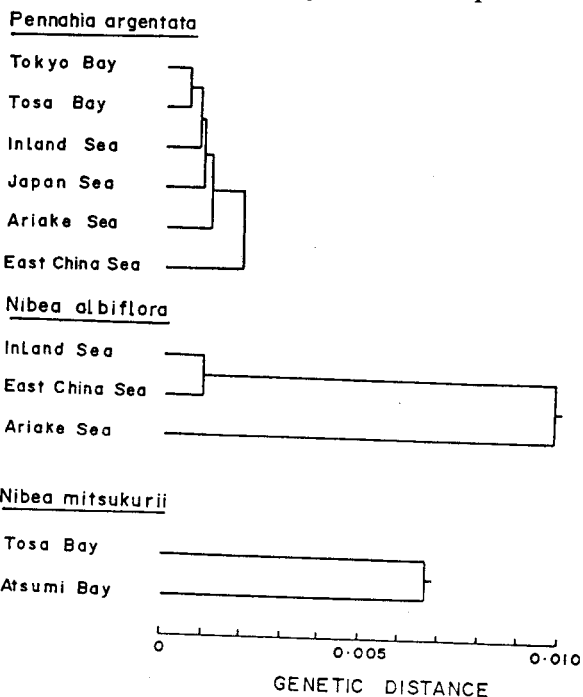 Pennahia argentata
Tokyo Bay
Tosa Bay
Inland Sea
Japan Sea
Ariake Sea
East China Sea
Nibea albiflora
Inland Sea
East China Sea
Ariake Sea
Nibea mitsukurii
Tosa Bay
Atsumi Bay
0 0·005 0·010
GENETIC DISTANCE